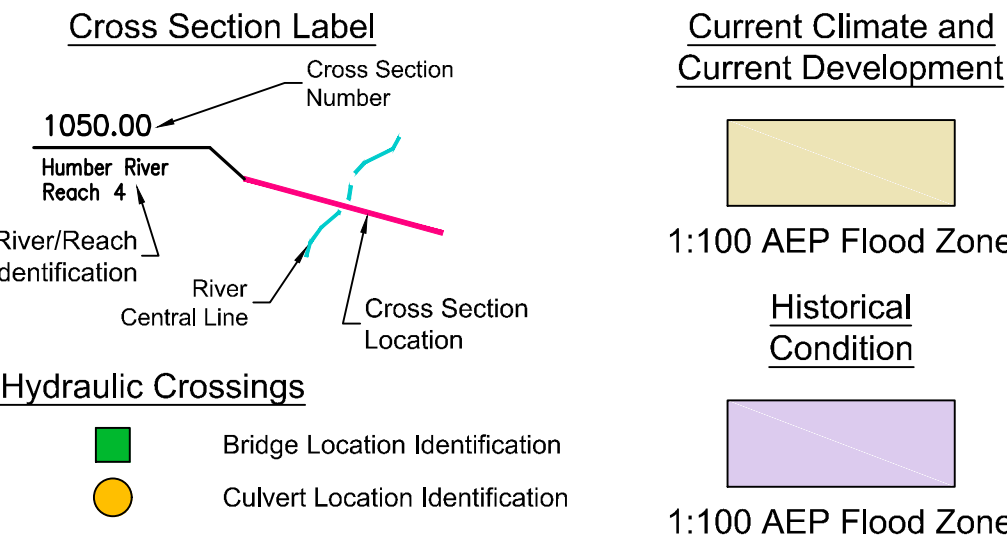 Cross Section Label
Cross Section
Number
1050.00
Humber River
Reach 4
River/Reach
dentification
River
Central Line
Cross Section
Location
Hydraulic Crossings
Bridge Location Identification
Culvert Location Identification
Current Climate and
Current Development
1:100 AEP Flood Zone
Historical
Condition
1:100 AEP Flood Zone